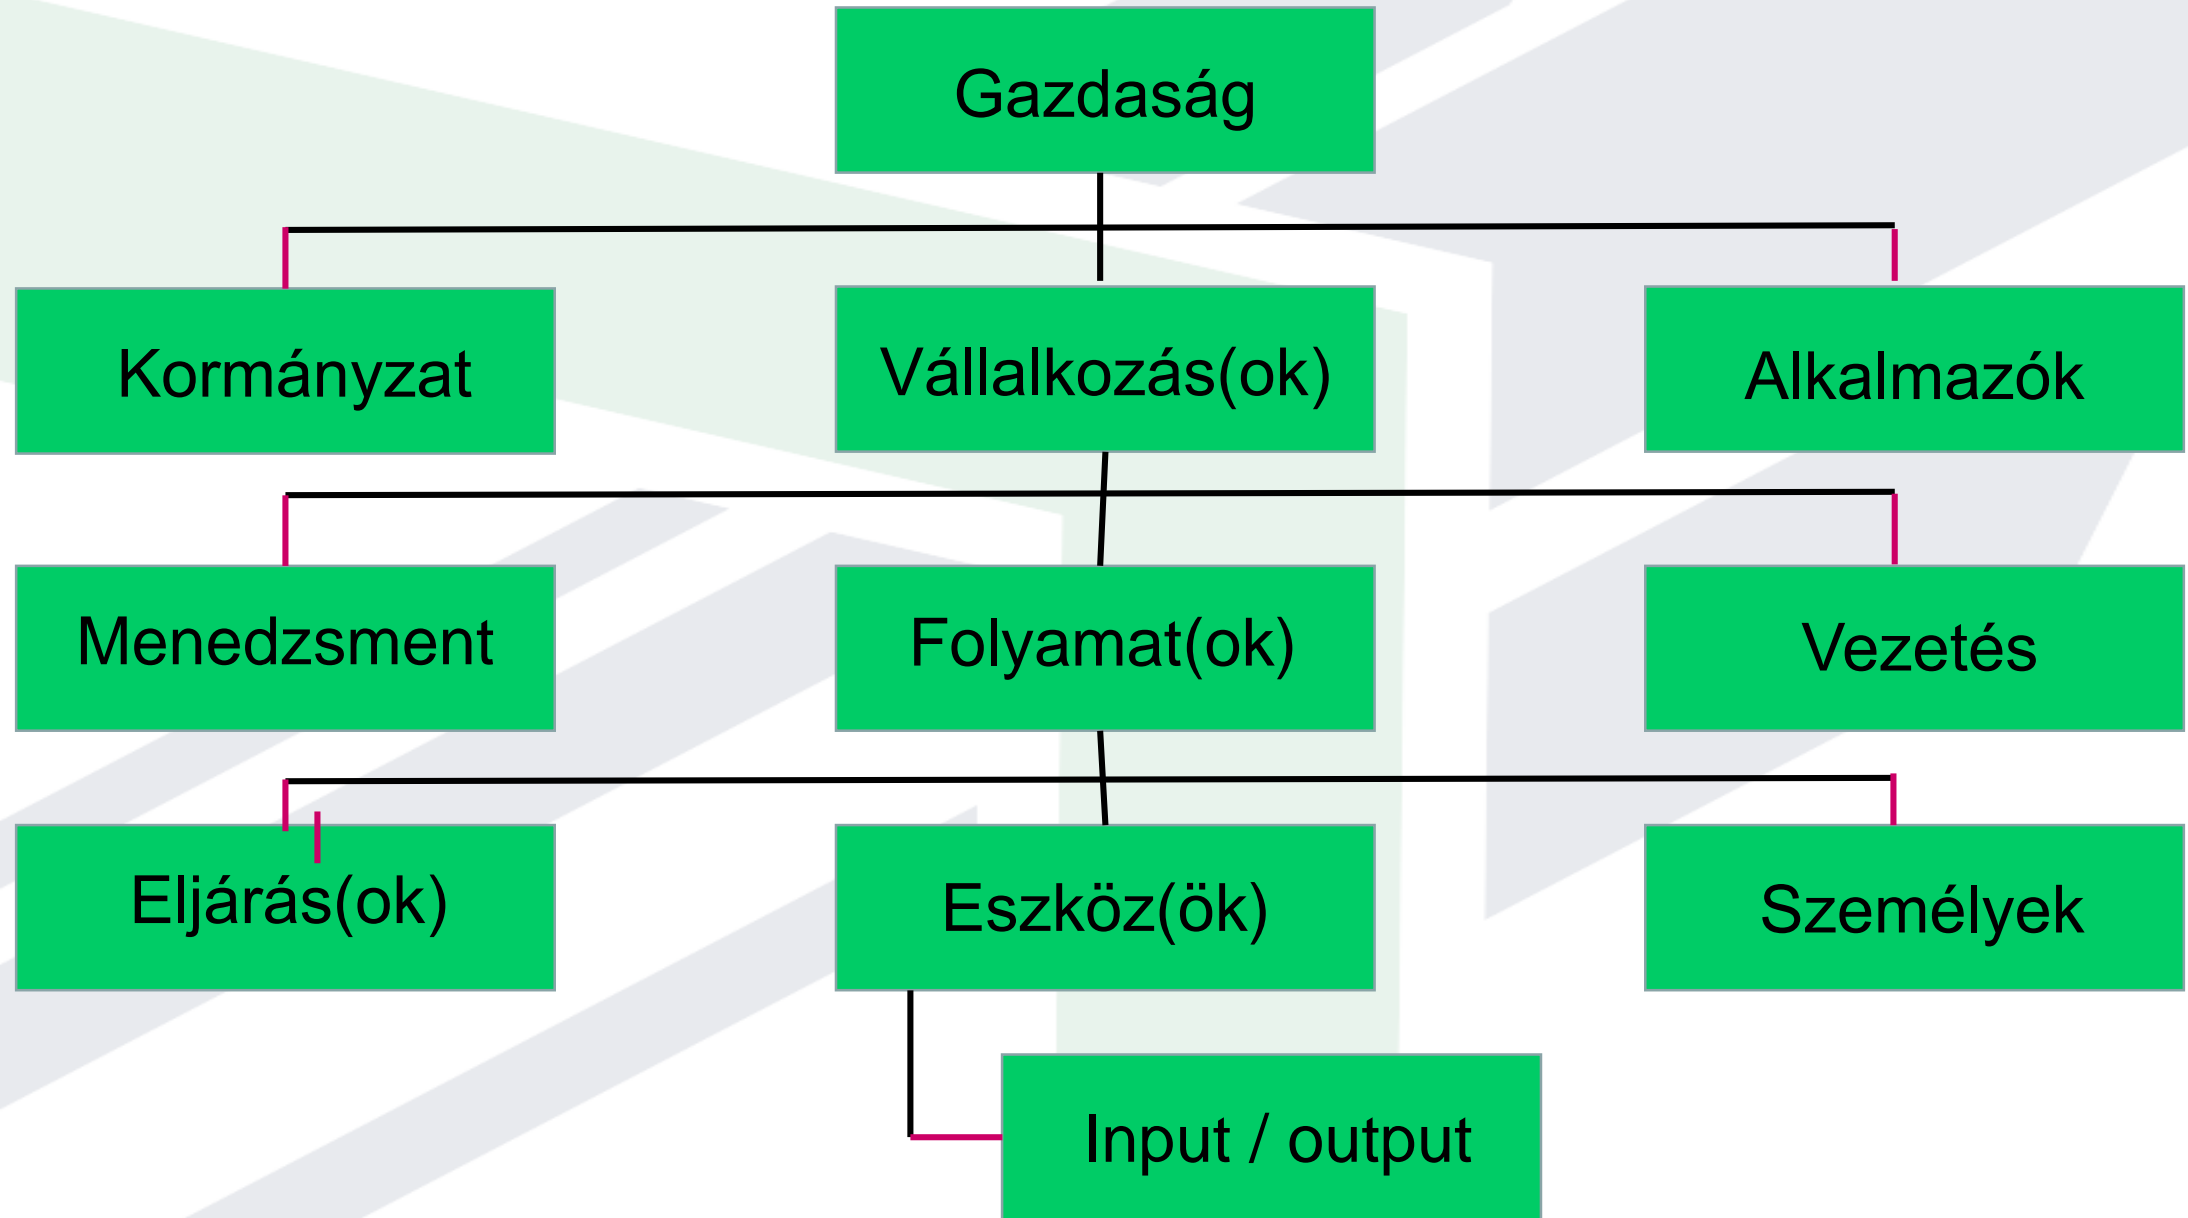 Gazdaság
Kormányzat
Vállalkozás(ok)
Alkalmazók
Menedzsment
Folyamat(ok)
Vezetés
Eljárás(ok)
Eszköz(ök)
Személyek
Input / output